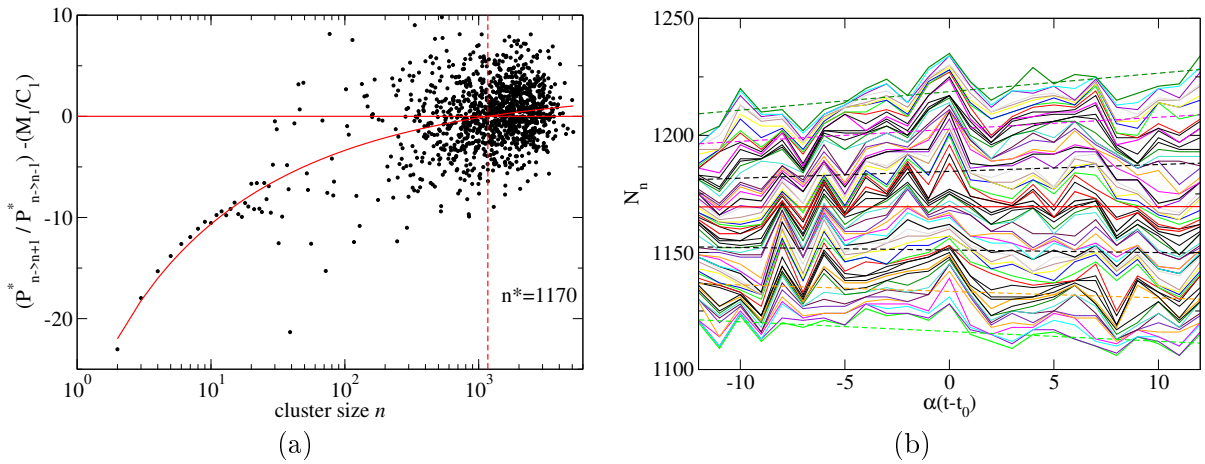 10
0
-10
-20
(P*n->n+1 / P*n->n-1) -(M1/C1)
n*=1170
10^0
10^1
10^2
10^3
cluster size n
(a)
1250
1200
1150
1100
Nn
-10
-5
0
5
10
α(t-t0)
(b)